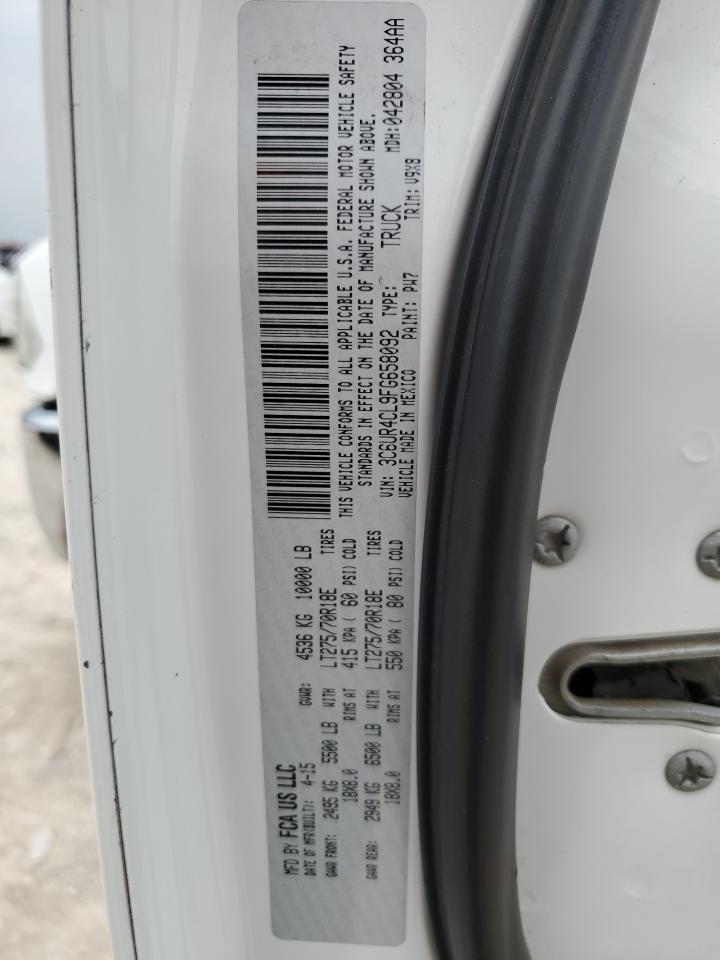 MFD BY FCA US LLC
DATE OF MFR(BUILT): 4-15 GVWR: 4536 KG 10000 LB
GAWR FRONT: 2495 KG 5500 LB WITH LT275/70R18E TIRES
18X8.0 RIMS AT 415 KPA ( 60 PSI) COLD
GAWR REAR: 2949 KG 6500 LB WITH LT275/70R18E TIRES
18X8.0 RIMS AT 550 KPA ( 80 PSI) COLD
THIS VEHICLE CONFORMS TO ALL APPLICABLE U.S.A. FEDERAL MOTOR VEHICLE SAFETY
STANDARDS IN EFFECT ON THE DATE OF MANUFACTURE SHOWN ABOVE.
VIN: 3C6UR4CL9FG658092 TYPE: TRUCK MDH:042804 364AA
VEHICLE MADE IN MEXICO PAINT: PW7 TRIM: V9X8